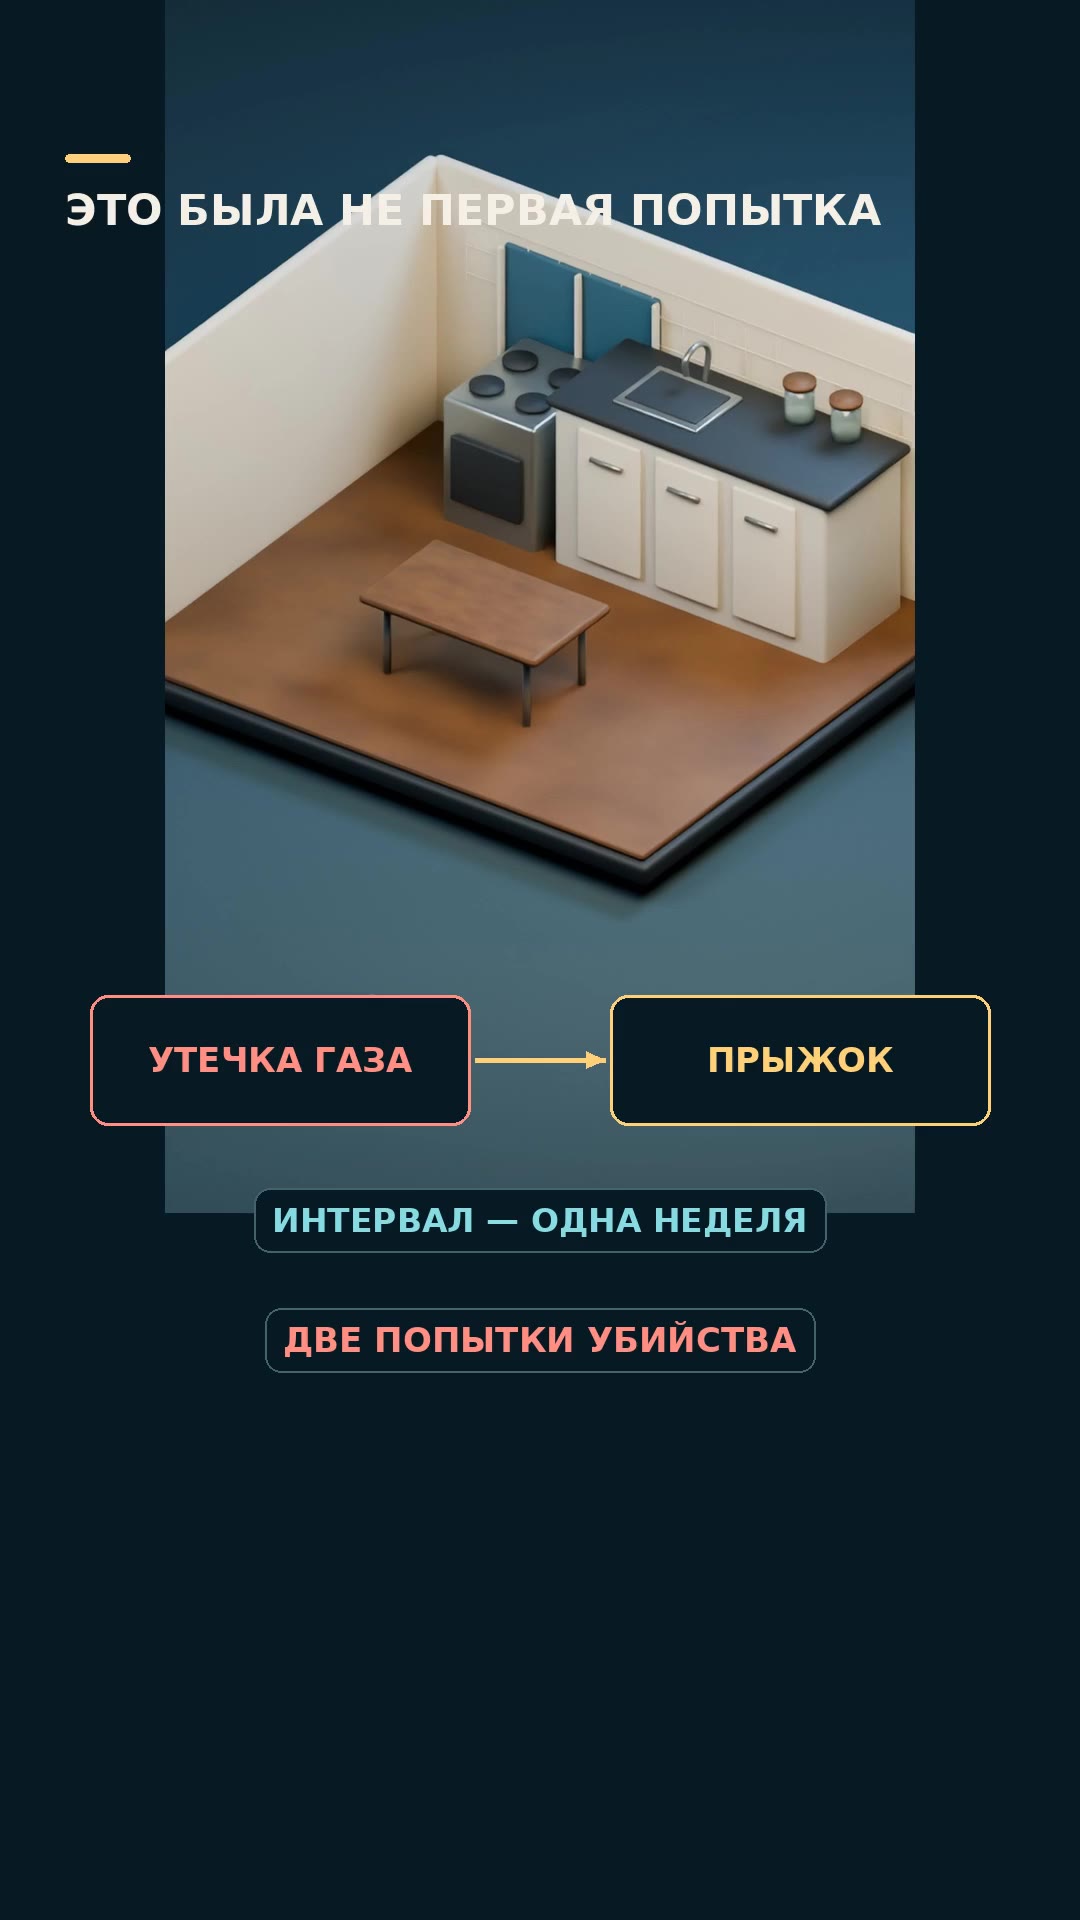 ЭТО БЫЛА НЕ ПЕРВАЯ ПОПЫТКА
УТЕЧКА ГАЗА
ПРЫЖОК
ИНТЕРВАЛ — ОДНА НЕДЕЛЯ
ДВЕ ПОПЫТКИ УБИЙСТВА